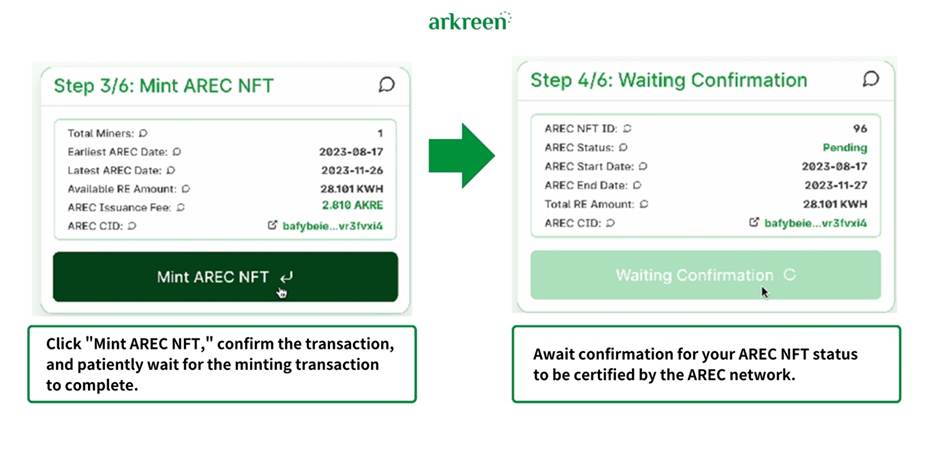 arkreen
Step 3/6: Mint AREC NFT
Total Miners: 1
Earliest AREC Date: 2023-08-17
Latest AREC Date: 2023-11-26
Available RE Amount: 28.101 KWH
AREC Issuance Fee: 2.810 AKRE
AREC CID: bafybeie...vr3fvxi4
Mint AREC NFT
Click "Mint AREC NFT," confirm the transaction,
and patiently wait for the minting transaction
to complete.
Step 4/6: Waiting Confirmation
AREC NFT ID: 96
AREC Status: Pending
AREC Start Date: 2023-08-17
AREC End Date: 2023-11-27
Total RE Amount: 28.101 KWH
AREC CID: bafybeie...vr3fvxi4
Waiting Confirmation
Await confirmation for your AREC NFT status
to be certified by the AREC network.